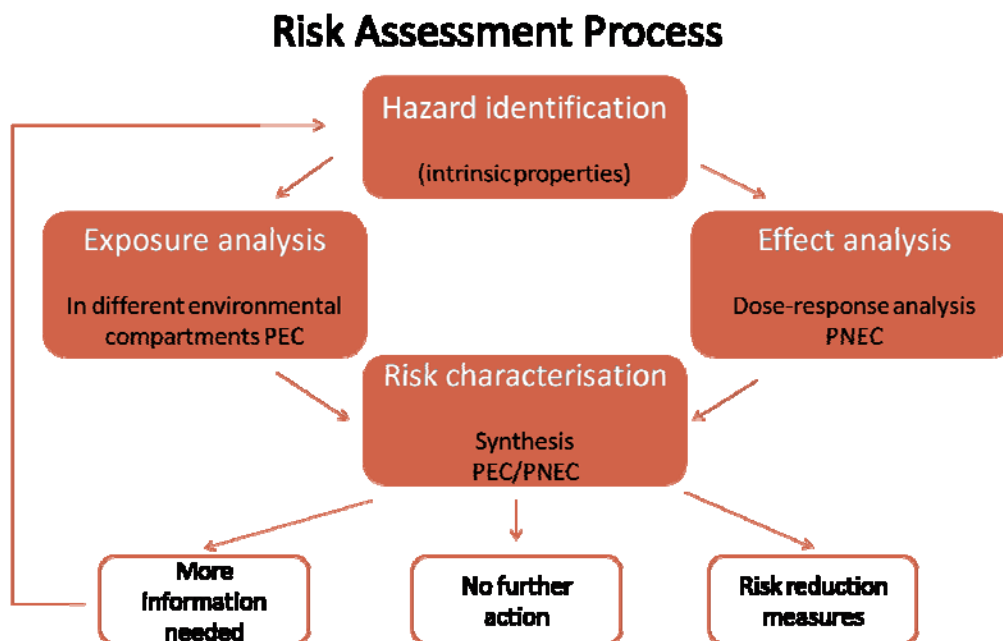 Risk Assessment Process
Hazard identification
(intrinsic properties)
Exposure analysis
In different environmental
compartments PEC
Effect analysis
Dose-response analysis
PNEC
Risk characterisation
Synthesis
PEC/PNEC
More
information
needed
No further
action
Risk reduction
measures